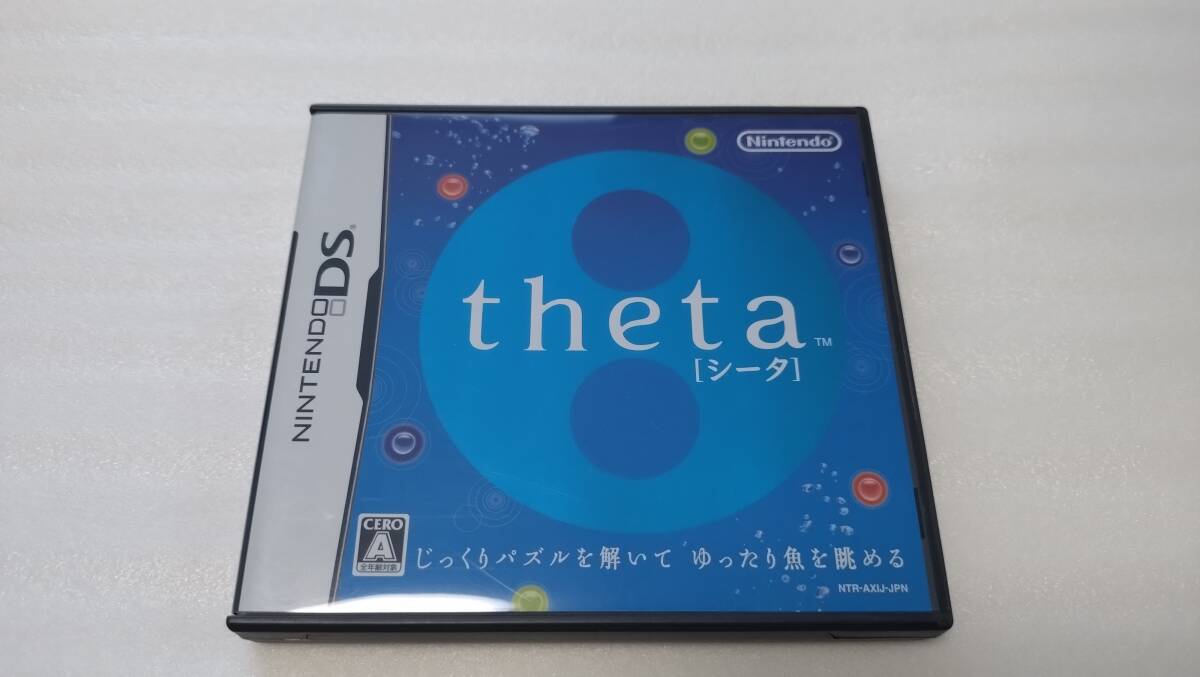 NINTENDO DS
Nintendo
theta™
[シータ]
CERO
A
全年齢対象
じっくりパズルを解いて ゆったり魚を眺める
NTR-AXIJ-JPN